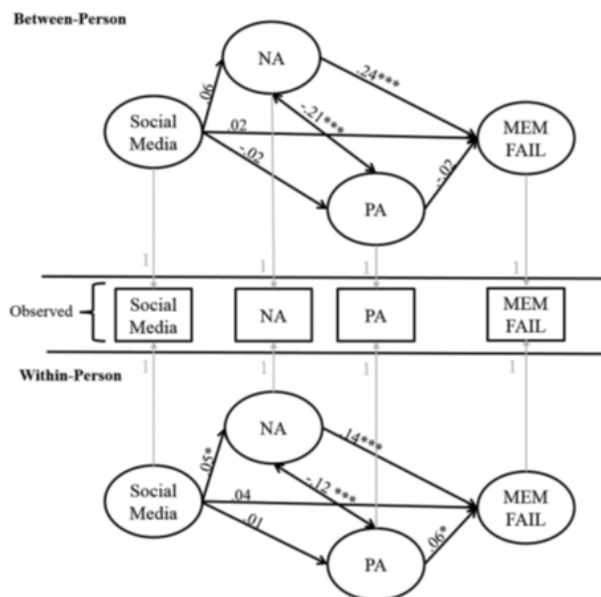 Between-Person
NA
.24***
.06
Social
Media
.02
-.21***
MEM
FAIL
-.02
-.02
PA
1
1
1
1
Observed
Social
Media
NA
PA
MEM
FAIL
Within-Person
1
1
1
1
NA
.14***
.05*
Social
Media
.04
-.12 ***
MEM
FAIL
.01
.06*
PA